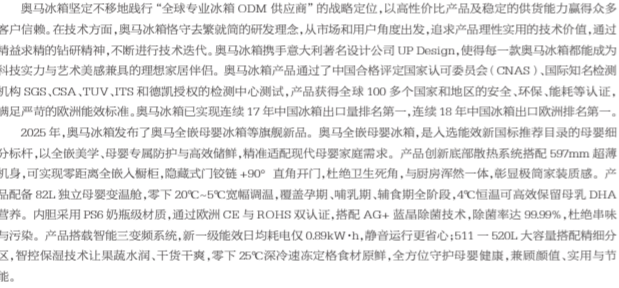 奥马冰箱坚定不移地践行“全球专业冰箱 ODM 供应商”的战略定位，以高性价比产品及稳定的供货能力赢得众多
客户信赖。在技术方面，奥马冰箱恪守去繁就简的研发理念，从市场和用户角度出发，追求产品理性实用的技术价值，通过
精益求精的钻研精神，不断进行技术迭代。奥马冰箱携手意大利著名设计公司 UP Design，使得每一款奥马冰箱都能成为
科技实力与艺术美感兼具的理想家居伴侣。奥马冰箱产品通过了中国合格评定国家认可委员会（CNAS）、国际知名检测
机构 SGS、CSA、TUV、ITS 和德凯授权的检测中心测试，产品获得全球 100 多个国家和地区的安全、环保、能耗等认证，
满足严苛的欧洲能效标准。奥马冰箱已实现连续 17 年中国冰箱出口量排名第一，连续 18 年中国冰箱出口欧洲排名第一。
2025 年，奥马冰箱发布了奥马全嵌母婴冰箱等旗舰新品。奥马全嵌母婴冰箱，是入选能效新国标推荐目录的母婴细
分标杆，以全嵌美学、母婴专属防护与高效储鲜，精准适配现代母婴家庭需求。产品创新底部散热系统搭配 597mm 超薄
机身，可实现零距离全嵌入橱柜，隐藏式门铰链 +90° 直角开门，杜绝卫生死角，与厨房浑然一体，彰显极简家装质感。产
品配备 82L 独立母婴变温舱，零下 20℃~5℃宽幅调温，覆盖孕期、哺乳期、辅食期全阶段，4℃恒温可高效保留母乳 DHA
营养。内胆采用 PS6 奶瓶级材质，通过欧洲 CE 与 ROHS 双认证，搭配 AG+ 蓝晶除菌技术，除菌率达 99.99%，杜绝串味
与污染。产品搭载智能三变频系统，新一级能效日均耗电仅 0.89kW·h，静音运行更省心；511 — 520L 大容量搭配精细分
区，智控保湿技术让果蔬水润、干货干爽，零下 25℃深冷速冻定格食材原鲜，全方位守护母婴健康，兼顾颜值、实用与节
能。